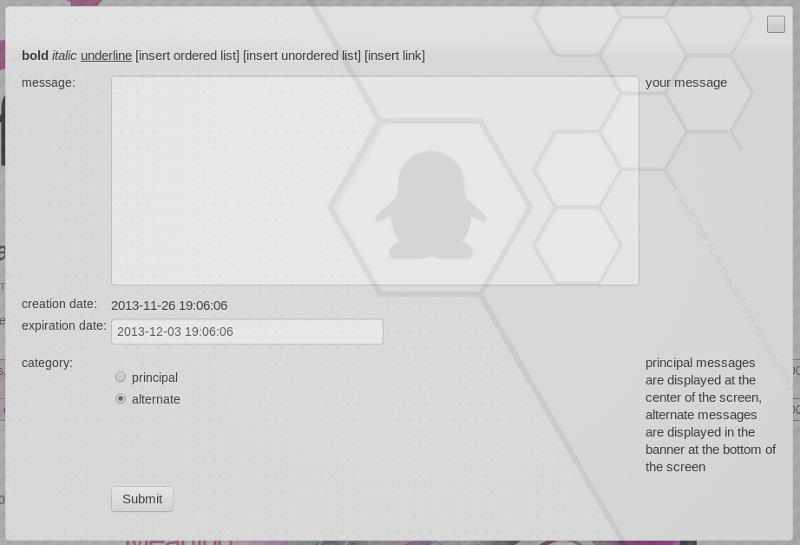 bold italic underline [insert ordered list] [insert unordered list] [insert link]
message:
your message
Put the fun back into computing
creation date: 2013-11-26 19:06:06
expiration date: 2013-12-03 19:06:06
category:
principal
alternate
principal messages
are displayed at the
center of the screen,
alternate messages
are displayed in the
banner at the bottom of
the screen
Submit